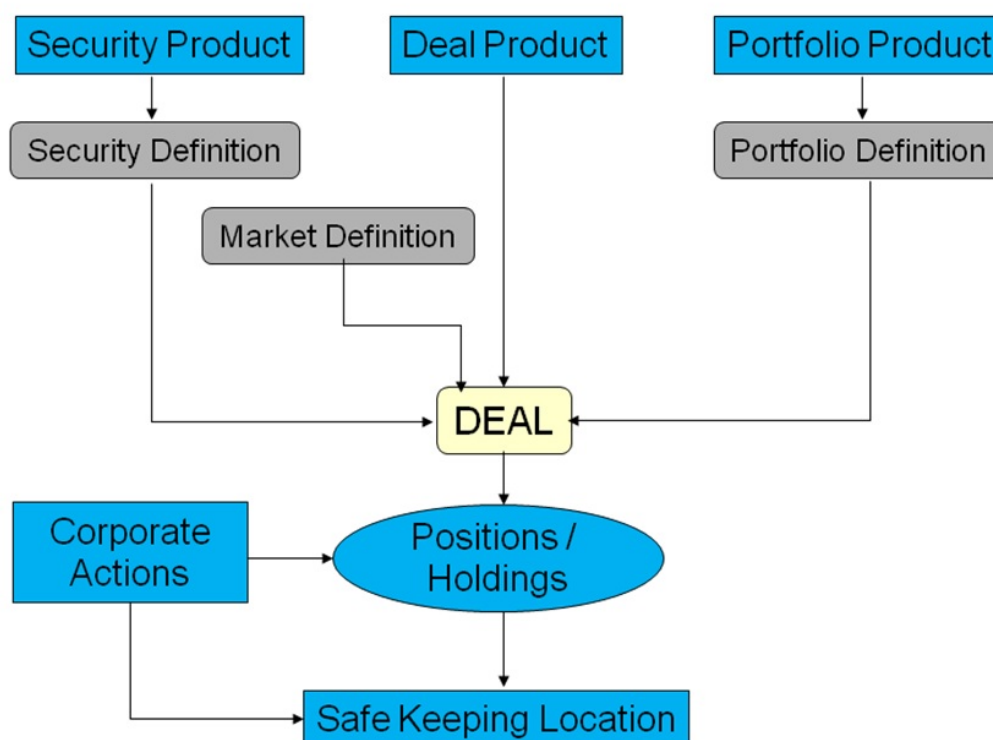 Security Product
Deal Product
Portfolio Product
Security Definition
Portfolio Definition
Market Definition
DEAL
Corporate
Actions
Positions /
Holdings
Safe Keeping Location